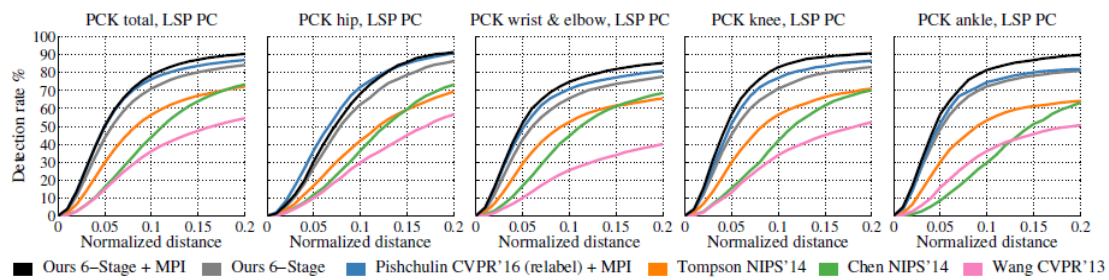 PCK total, LSP PC
PCK hip, LSP PC
PCK wrist & elbow, LSP PC
PCK knee, LSP PC
PCK ankle, LSP PC
Detection rate %
100
90
80
70
60
50
40
30
20
10
0
0 0.05 0.1 0.15 0.2
0 0.05 0.1 0.15 0.2
0 0.05 0.1 0.15 0.2
0 0.05 0.1 0.15 0.2
0 0.05 0.1 0.15 0.2
Normalized distance
Normalized distance
Normalized distance
Normalized distance
Normalized distance
Ours 6−Stage + MPI Ours 6−Stage Pishchulin CVPR'16 (relabel) + MPI Tompson NIPS'14 Chen NIPS'14 Wang CVPR'13